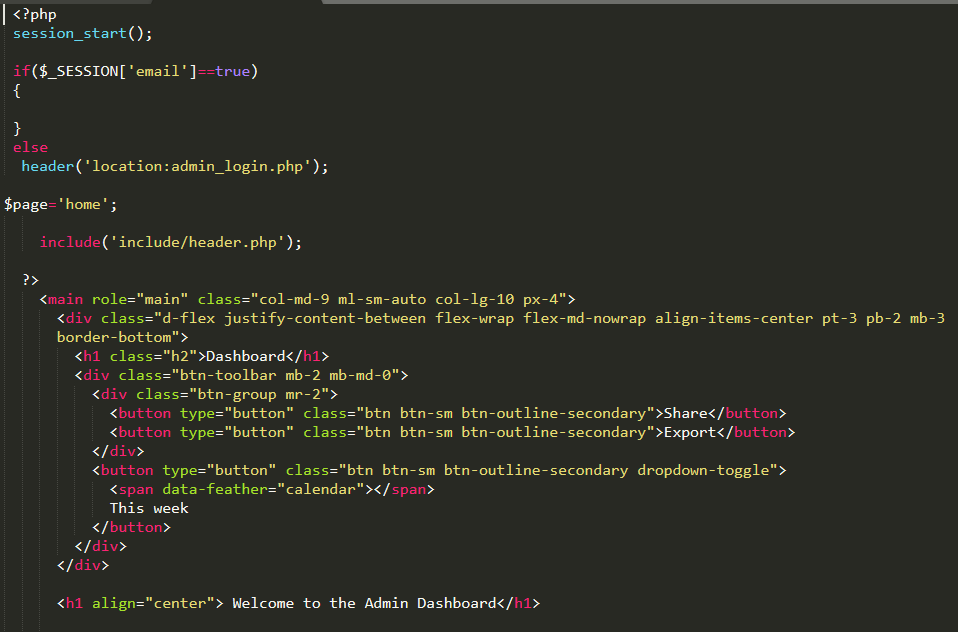 <?php
session_start();
if($_SESSION['email']==true)
{
}
else
header('location:admin_login.php');
$page='home';
include('include/header.php');
?>
<main role="main" class="col-md-9 ml-sm-auto col-lg-10 px-4">
<div class="d-flex justify-content-between flex-wrap flex-md-nowrap align-items-center pt-3 pb-2 mb-3
border-bottom">
<h1 class="h2">Dashboard</h1>
<div class="btn-toolbar mb-2 mb-md-0">
<div class="btn-group mr-2">
<button type="button" class="btn btn-sm btn-outline-secondary">Share</button>
<button type="button" class="btn btn-sm btn-outline-secondary">Export</button>
</div>
<button type="button" class="btn btn-sm btn-outline-secondary dropdown-toggle">
<span data-feather="calendar"></span>
This week
</button>
</div>
</div>
<h1 align="center"> Welcome to the Admin Dashboard</h1>